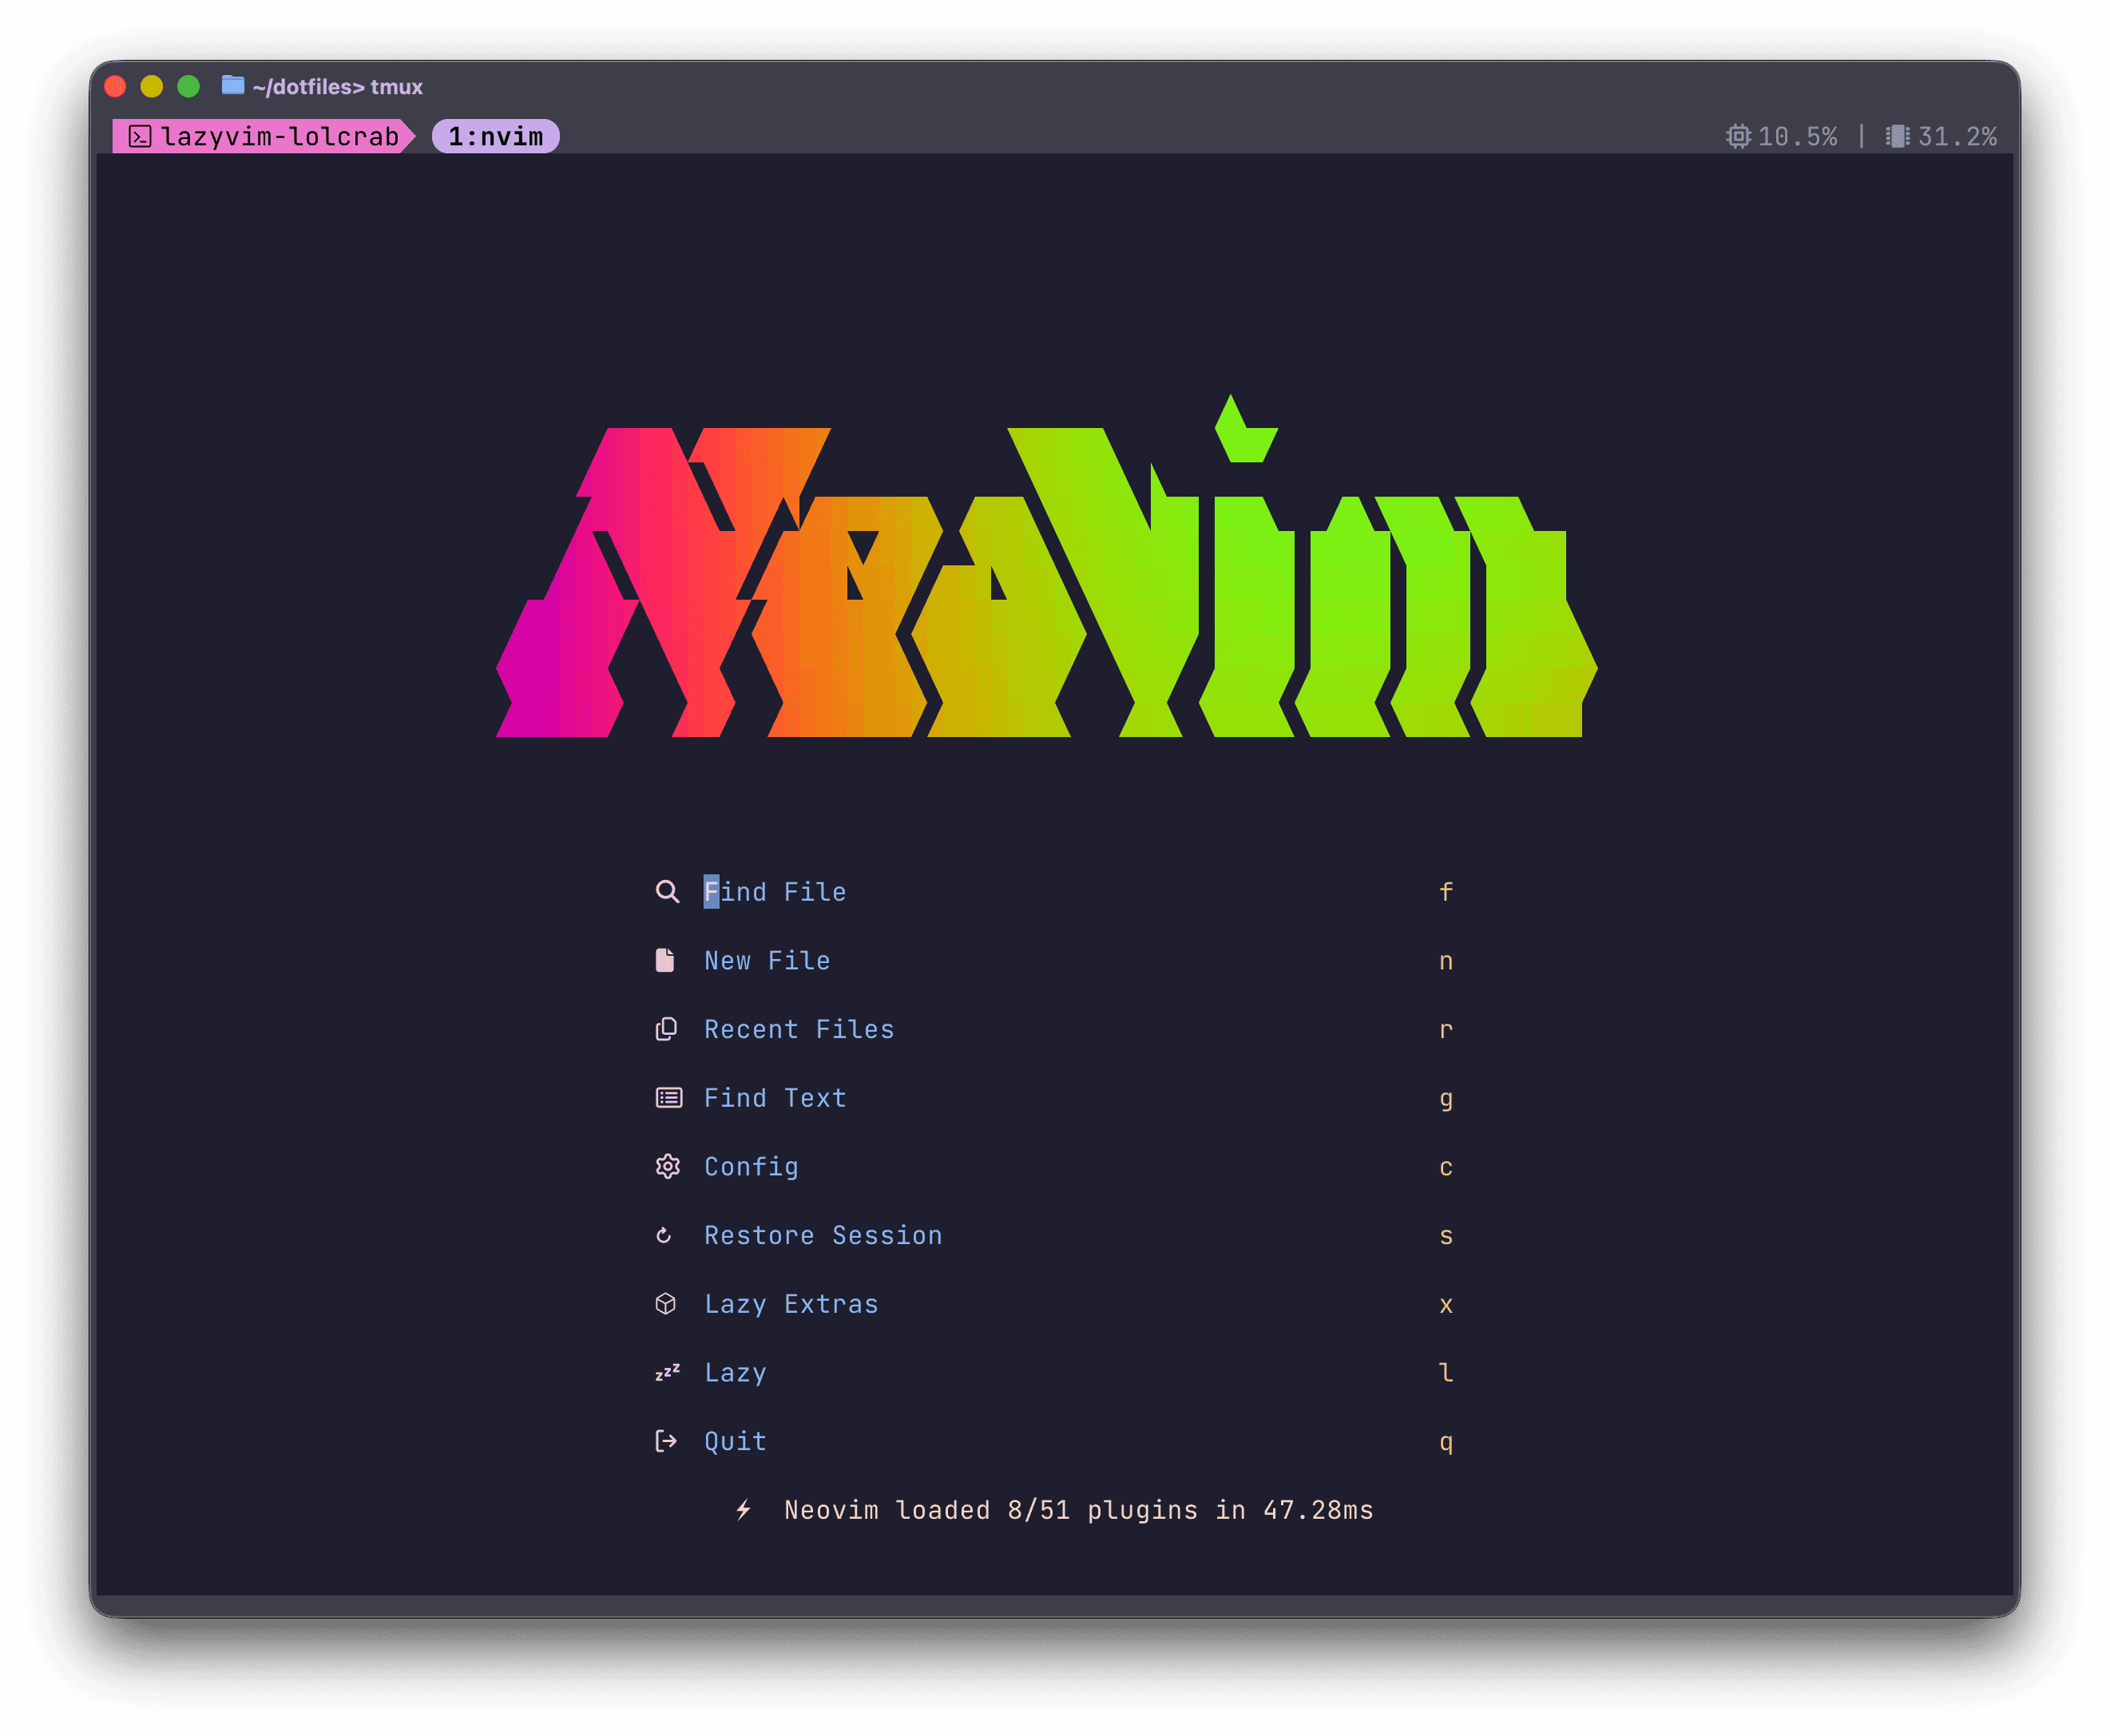 ~/dotfiles> tmux
lazyvim-lolcrab 1:nvim 10.5% | 31.2%
NeoVim
Find File f
New File n
Recent Files r
Find Text g
Config c
Restore Session s
Lazy Extras x
Lazy l
Quit q
Neovim loaded 8/51 plugins in 47.28ms